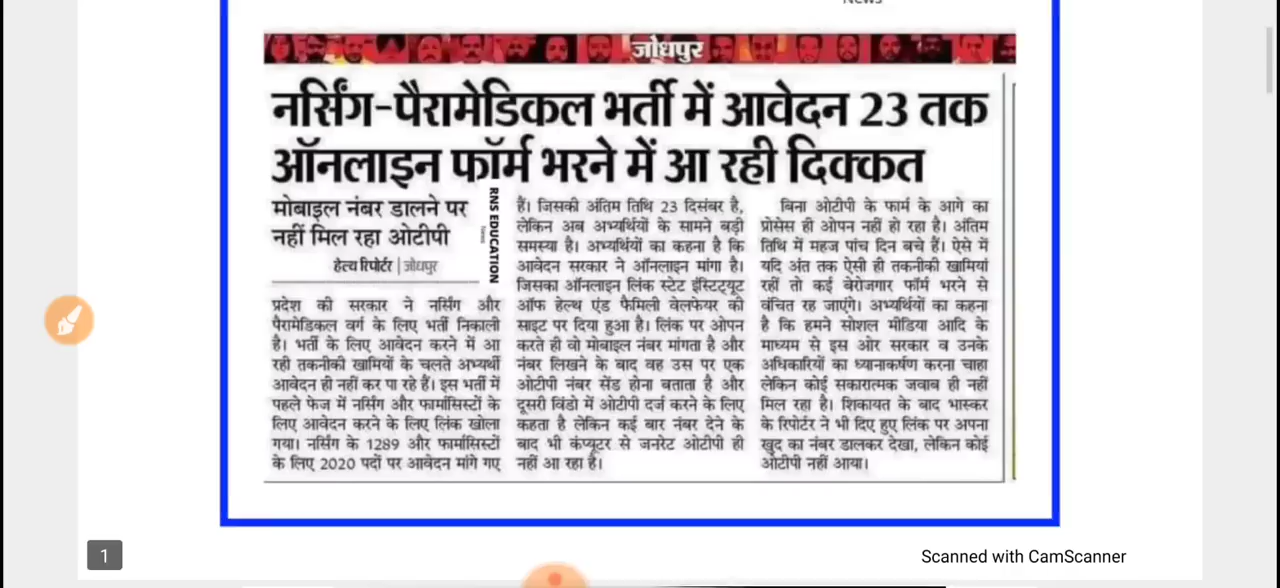 News
जोधपुर
नर्सिंग-पैरामेडिकल भर्ती में आवेदन 23 तक
ऑनलाइन फॉर्म भरने में आ रही दिक्कत
मोबाइल नंबर डालने पर
नहीं मिल रहा ओटीपी
हेल्थ रिपोर्टर | जोधपुर
प्रदेश की सरकार ने नर्सिंग और
पैरामेडिकल वर्ग के लिए भर्ती निकाली
है। भर्ती के लिए आवेदन करने में आ
रही तकनीकी खामियों के चलते अभ्यर्थी
आवेदन ही नहीं कर पा रहे हैं। इस भर्ती में
पहले फेज में नर्सिंग और फार्मासिस्टों के
लिए आवेदन करने के लिए लिंक खोला
गया। नर्सिंग के 1289 और फार्मासिस्टों
के लिए 2020 पदों पर आवेदन मांगे गए
RNS EDUCATION
News
हैं। जिसकी अंतिम तिथि 23 दिसंबर है,
लेकिन अब अभ्यर्थियों के सामने बड़ी
समस्या है। अभ्यर्थियों का कहना है कि
आवेदन सरकार ने ऑनलाइन मांगा है।
जिसका ऑनलाइन लिंक स्टेट इंस्टिट्यूट
ऑफ हेल्थ एंड फैमिली वेलफेयर की
साइट पर दिया हुआ है। लिंक पर ओपन
करते ही वो मोबाइल नंबर मांगता है और
नंबर लिखने के बाद वह उस पर एक
ओटीपी नंबर सेंड होना बताता है और
दूसरी विंडो में ओटीपी दर्ज करने के लिए
कहता है लेकिन कई बार नंबर देने के
बाद भी कंप्यूटर से जनरेट ओटीपी ही
नहीं आ रहा है।
बिना ओटीपी के फार्म के आगे का
प्रोसेस ही ओपन नहीं हो रहा है। अंतिम
तिथि में महज पांच दिन बचे हैं। ऐसे में
यदि अंत तक ऐसी ही तकनीकी खामियां
रहीं तो कई बेरोजगार फॉर्म भरने से
वंचित रह जाएंगे। अभ्यर्थियों का कहना
है कि हमने सोशल मीडिया आदि के
माध्यम से इस ओर सरकार व उनके
अधिकारियों का ध्यानाकर्षण करना चाहा
लेकिन कोई सकारात्मक जवाब ही नहीं
मिल रहा है। शिकायत के बाद भास्कर
के रिपोर्टर ने भी दिए हुए लिंक पर अपना
खुद का नंबर डालकर देखा, लेकिन कोई
ओटीपी नहीं आया।
1
Scanned with CamScanner